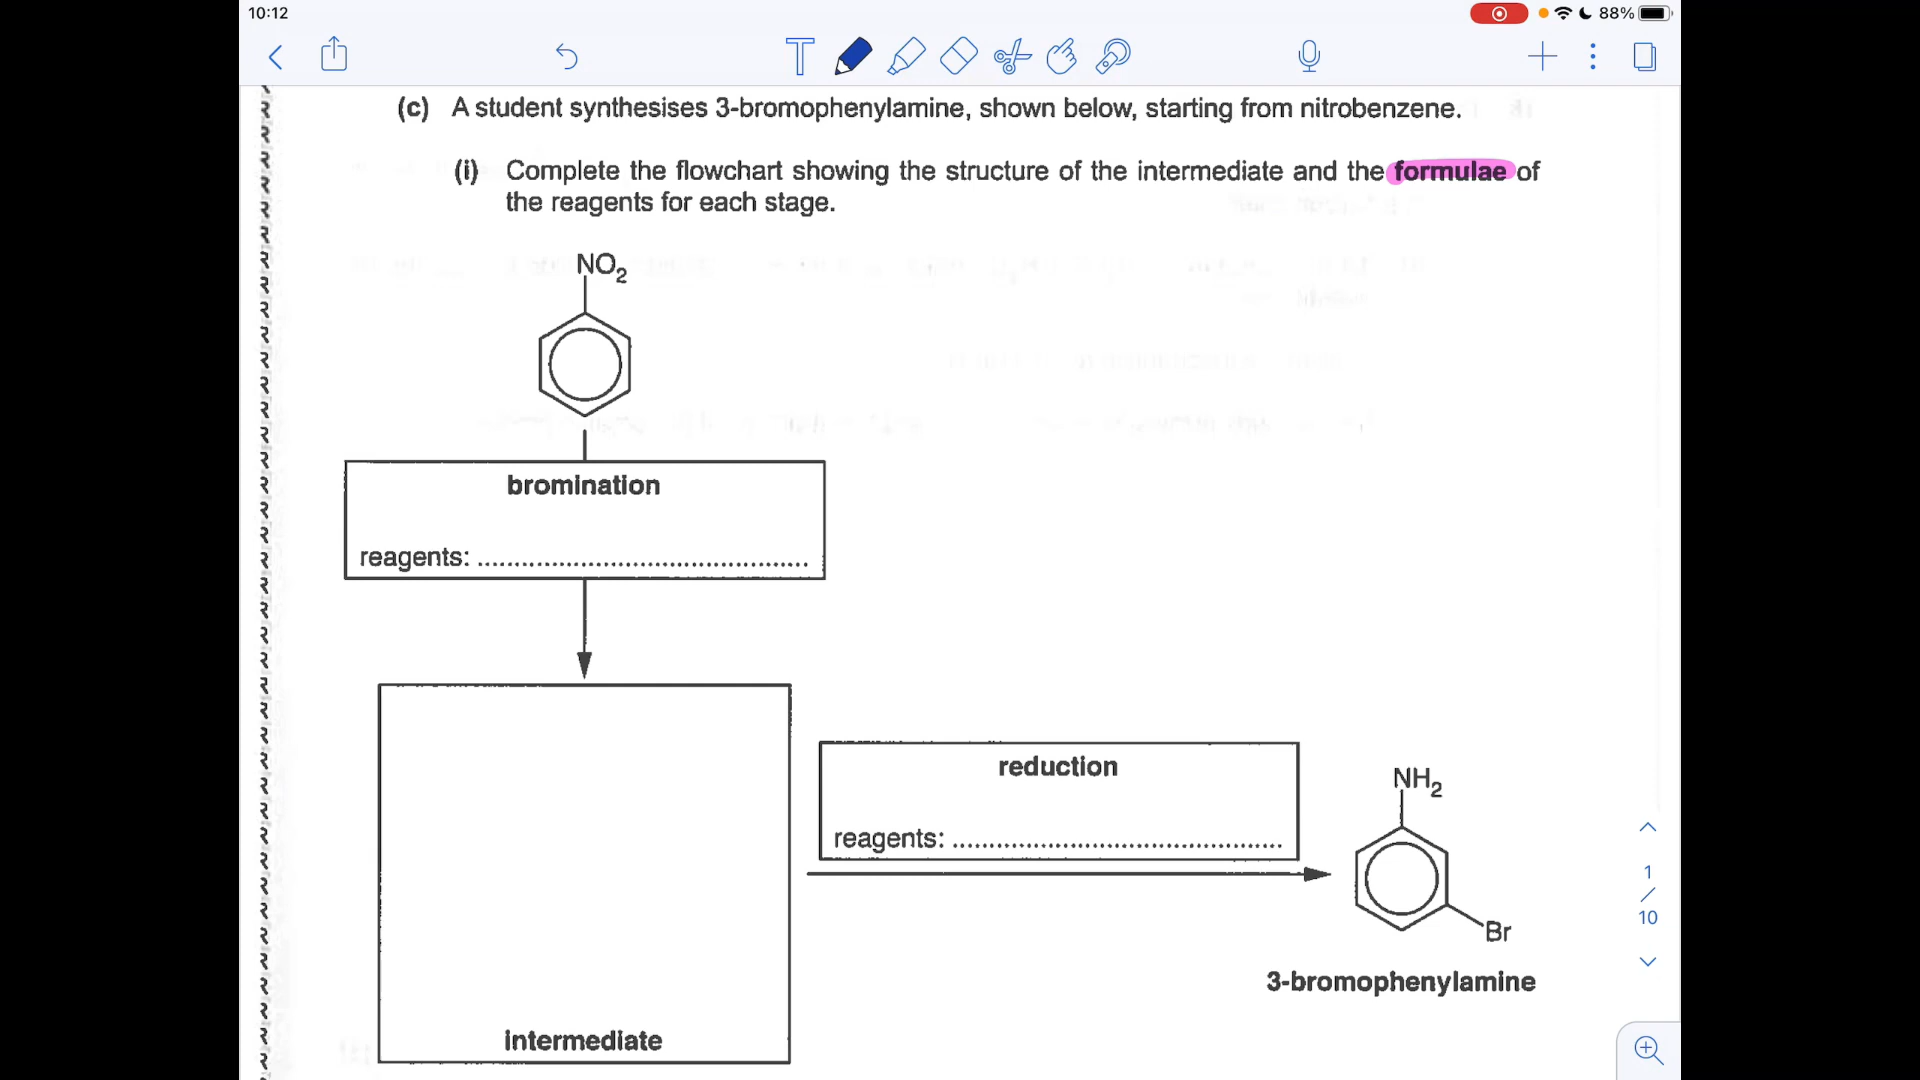 10:12
88%
T
(c) A student synthesises 3-bromophenylamine, shown below, starting from nitrobenzene.
(i) Complete the flowchart showing the structure of the intermediate and the formulae of
the reagents for each stage.
NO2
bromination
reagents: ..............................................
reduction
reagents: ..............................................
NH2
Br
3-bromophenylamine
intermediate
1
/
10